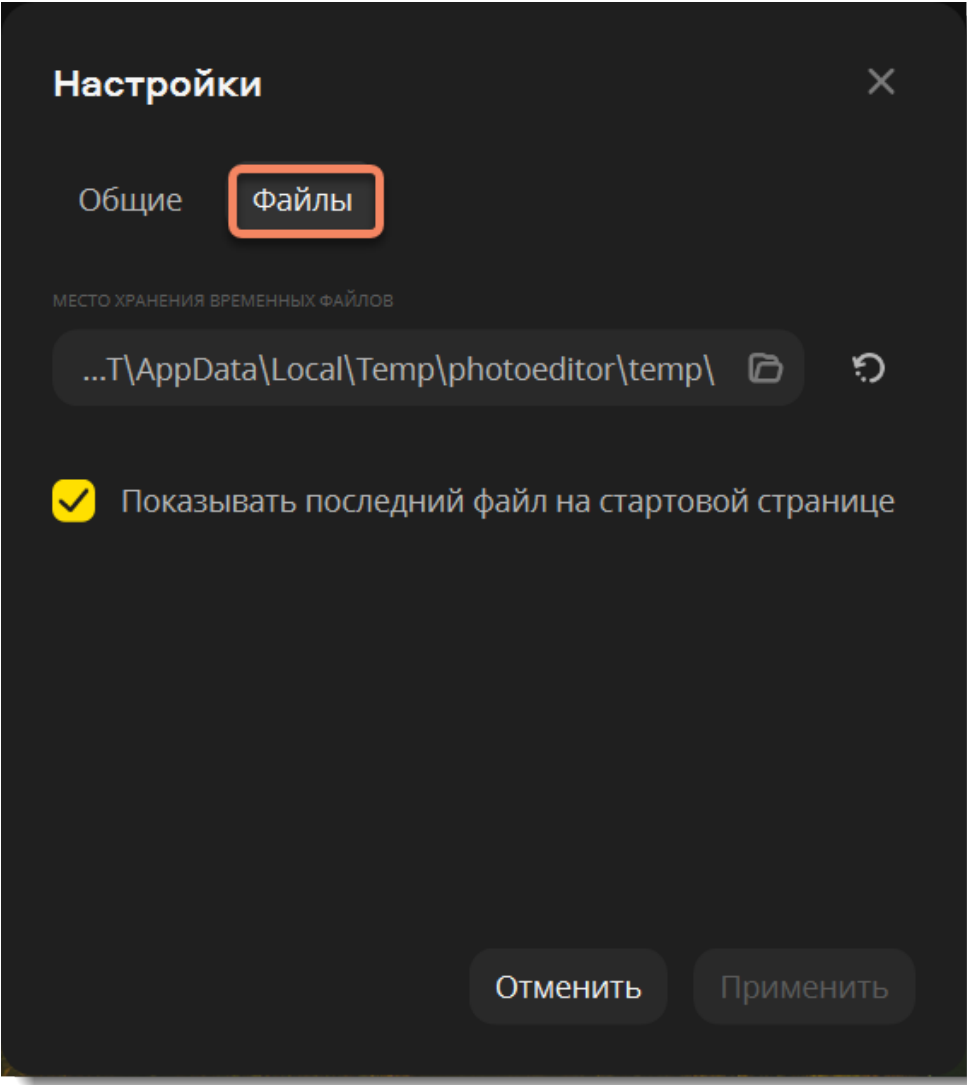 Настройки
Общие
Файлы
МЕСТО ХРАНЕНИЯ ВРЕМЕННЫХ ФАЙЛОВ
...T\AppData\Local\Temp\photoeditor\temp\
Показывать последний файл на стартовой странице
Отменить
Применить